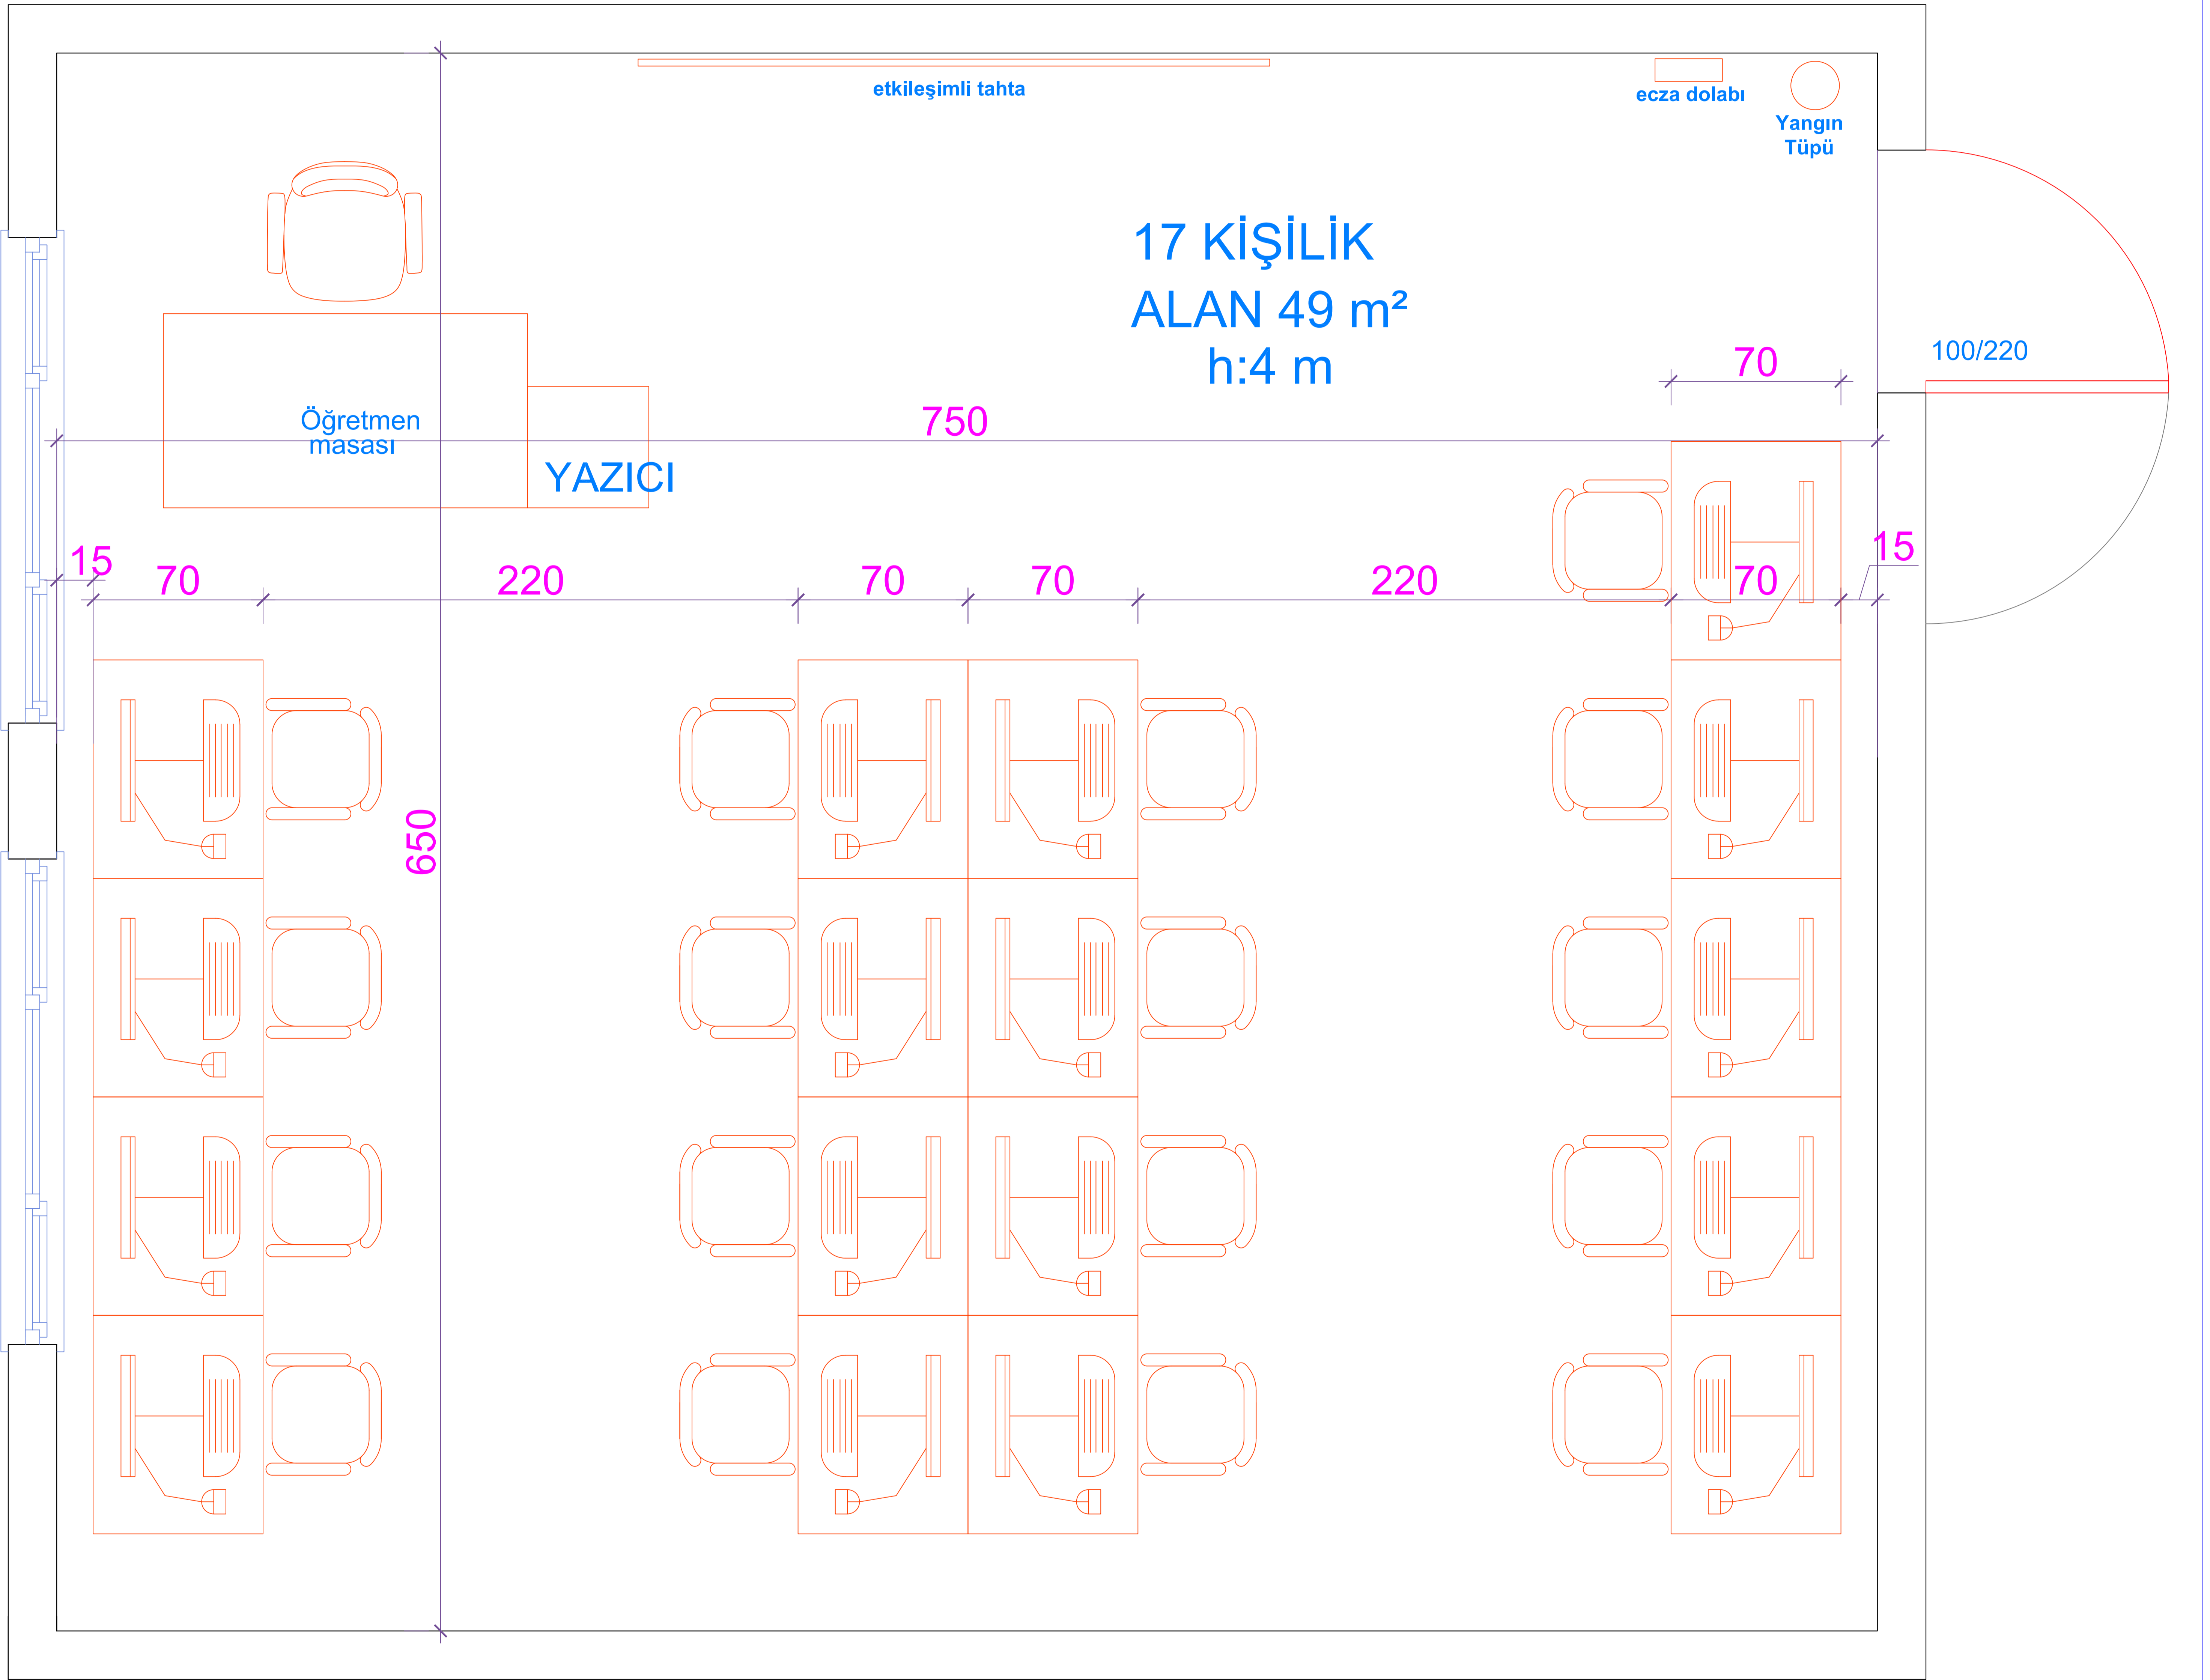 etkileşimli tahta
ecza dolabı
Yangın
Tüpü
17 KİŞİLİK
ALAN 49 m²
h:4 m
100/220
70
750
Öğretmen
masası
YAZICI
15
15
70
220
70
70
220
70
650